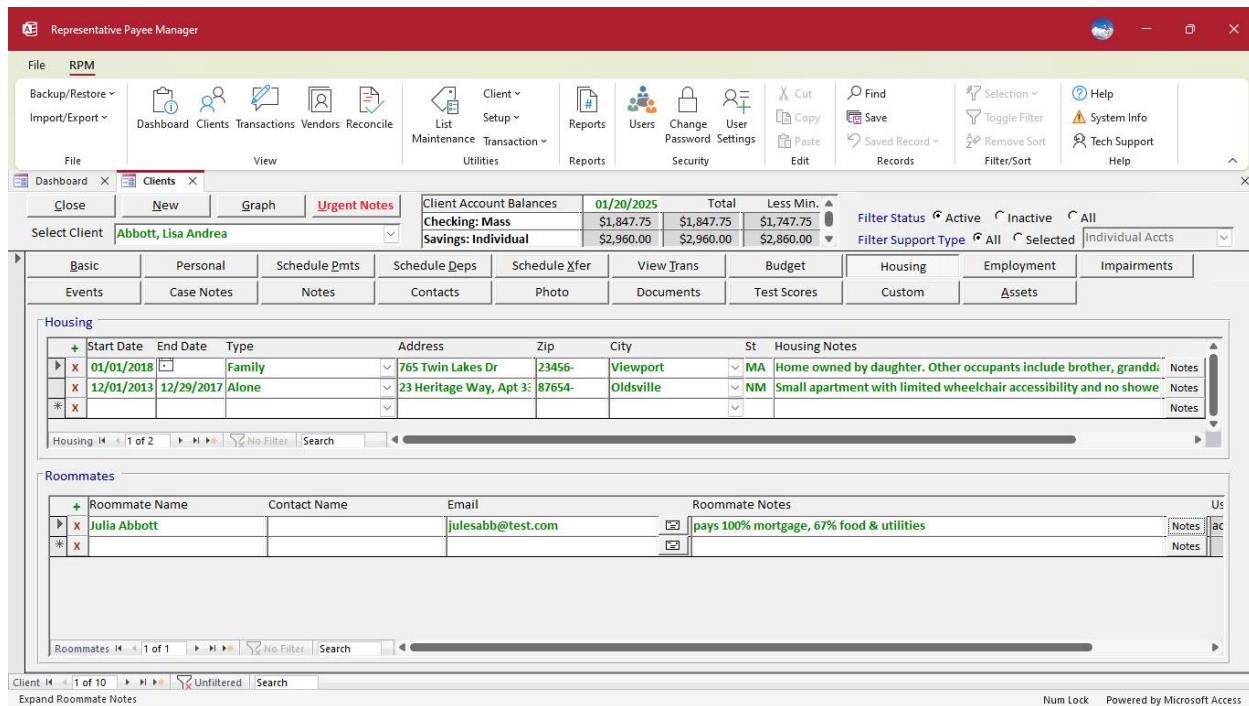 Representative Payee Manager
File RPM
Backup/Restore
Import/Export
Dashboard Clients Transactions Vendors Reconcile
List Maintenance
Client
Setup
Transaction
Reports
Users Change Password User Settings
Cut
Copy
Paste
Find
Save
Saved Record
Selection
Toggle Filter
Remove Sort
Help
System Info
Tech Support
File View Utilities Reports Security Edit Records Filter/Sort Help
Dashboard Clients
Close New Graph Urgent Notes
Select Client Abbott, Lisa Andrea
Client Account Balances 01/20/2025 Total Less Min.
Checking: Mass $1,847.75 $1,847.75 $1,747.75
Savings: Individual $2,960.00 $2,960.00 $2,860.00
Filter Status Active Inactive All
Filter Support Type All Selected Individual Accts
Basic Personal Schedule Pmts Schedule Deps Schedule Xfer View Trans Budget Housing Employment Impairments
Events Case Notes Notes Contacts Photo Documents Test Scores Custom Assets
Housing
+ Start Date End Date Type Address Zip City St Housing Notes
x 01/01/2018 Family 765 Twin Lakes Dr 23456- Viewport MA Home owned by daughter. Other occupants include brother, Notes
x 12/01/2013 12/29/2017 Alone 23 Heritage Way, Apt 23456- Oldsville NM Small apartment with limited wheelchair accessibility and no Notes
* x Notes
Housing 1 of 2 No Filter Search
Roommates
+ Roommate Name Contact Name Email Roommate Notes Us
x Julia Abbott julesabb@test.com pays 100% mortgage, 67% food & utilities Notes
* x Notes
Roommates 1 of 1 No Filter Search
Client 1 of 10 Unfiltered Search
Expand Roommate Notes Num Lock Powered by Microsoft Access